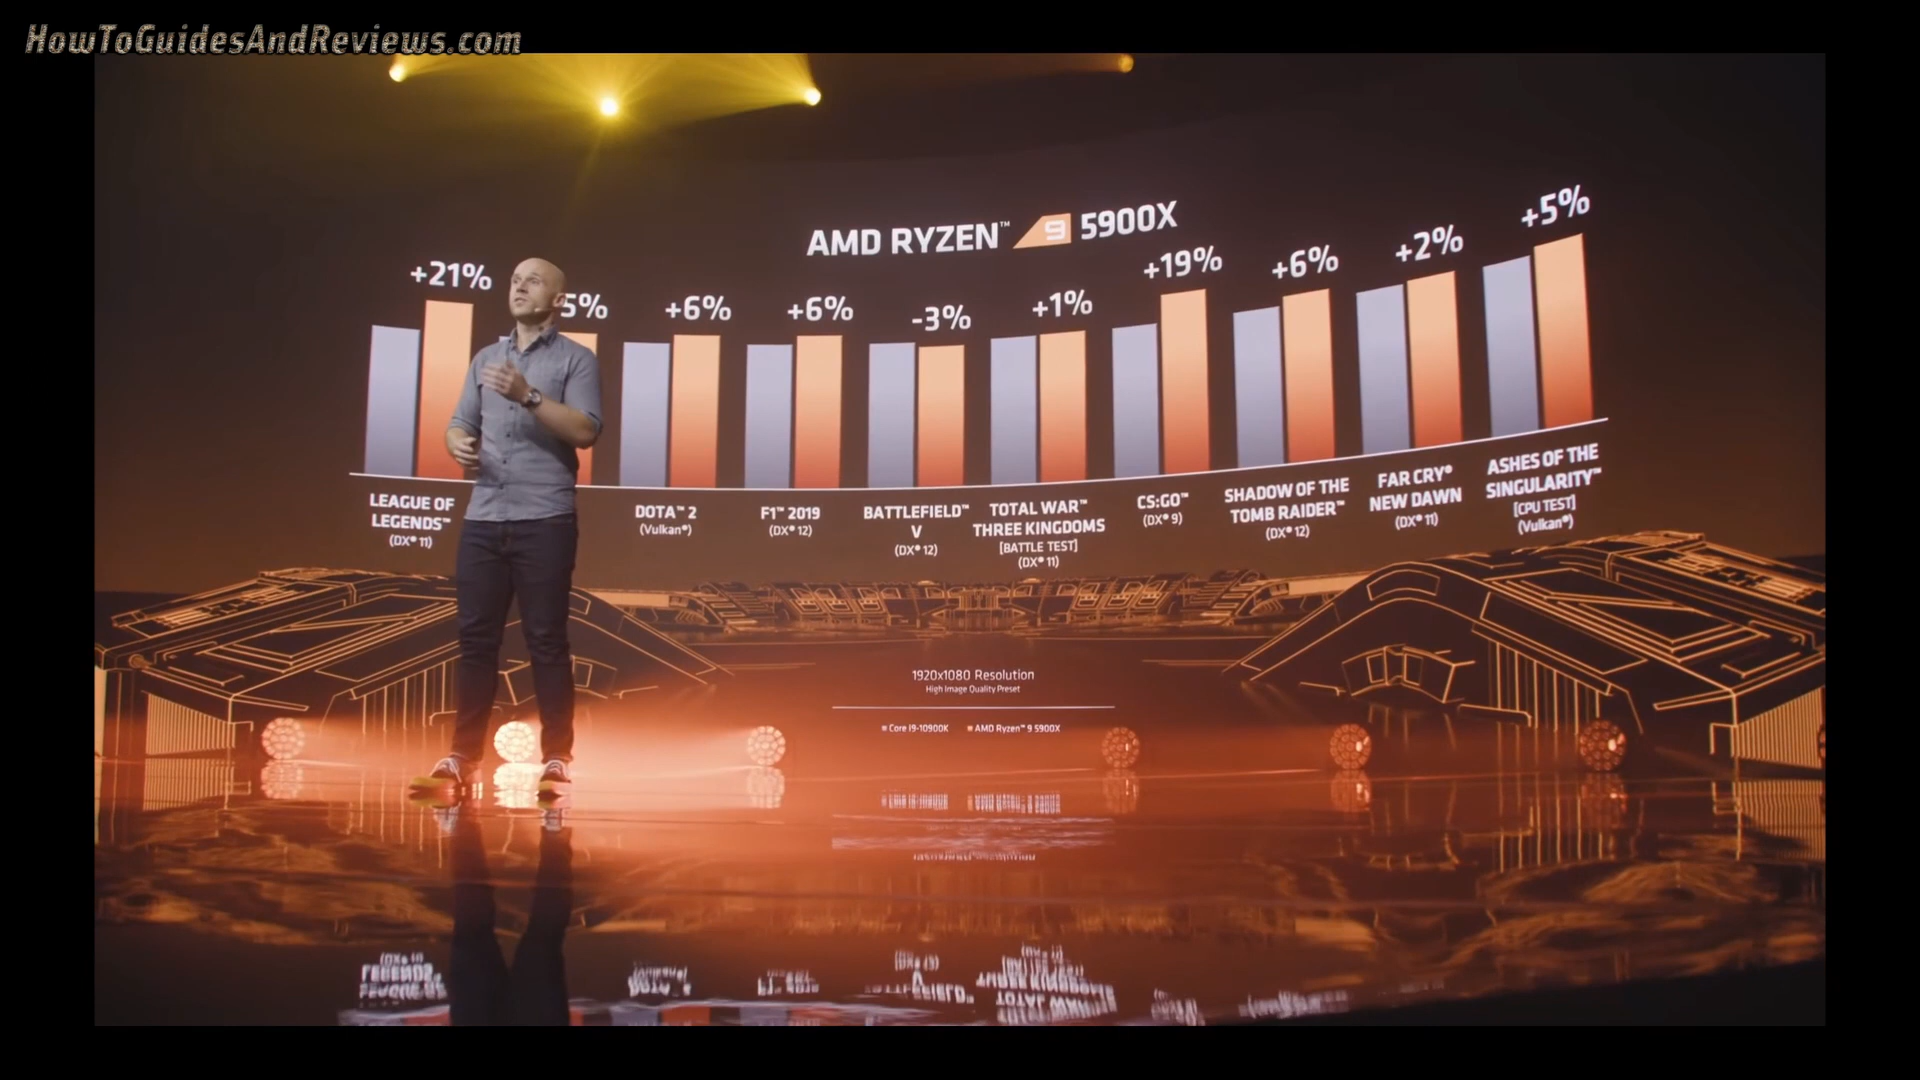 HowToGuidesAndReviews.com
AMD RYZEN™ 9 5900X
+21%
5%
+6%
+6%
-3%
+1%
+19%
+6%
+2%
+5%
LEAGUE OF
LEGENDS™
(DX® 11)
DOTA™ 2
(Vulkan®)
F1™ 2019
(DX® 12)
BATTLEFIELD™
V
(DX® 12)
TOTAL WAR™
THREE KINGDOMS
[BATTLE TEST]
(DX® 11)
CS:GO™
(DX® 9)
SHADOW OF THE
TOMB RAIDER™
(DX® 12)
FAR CRY®
NEW DAWN
(DX® 11)
ASHES OF THE
SINGULARITY™
[CPU TEST]
(Vulkan®)
1920x1080 Resolution
High Image Quality Preset
Core i9-10900K AMD Ryzen™ 9 5900X